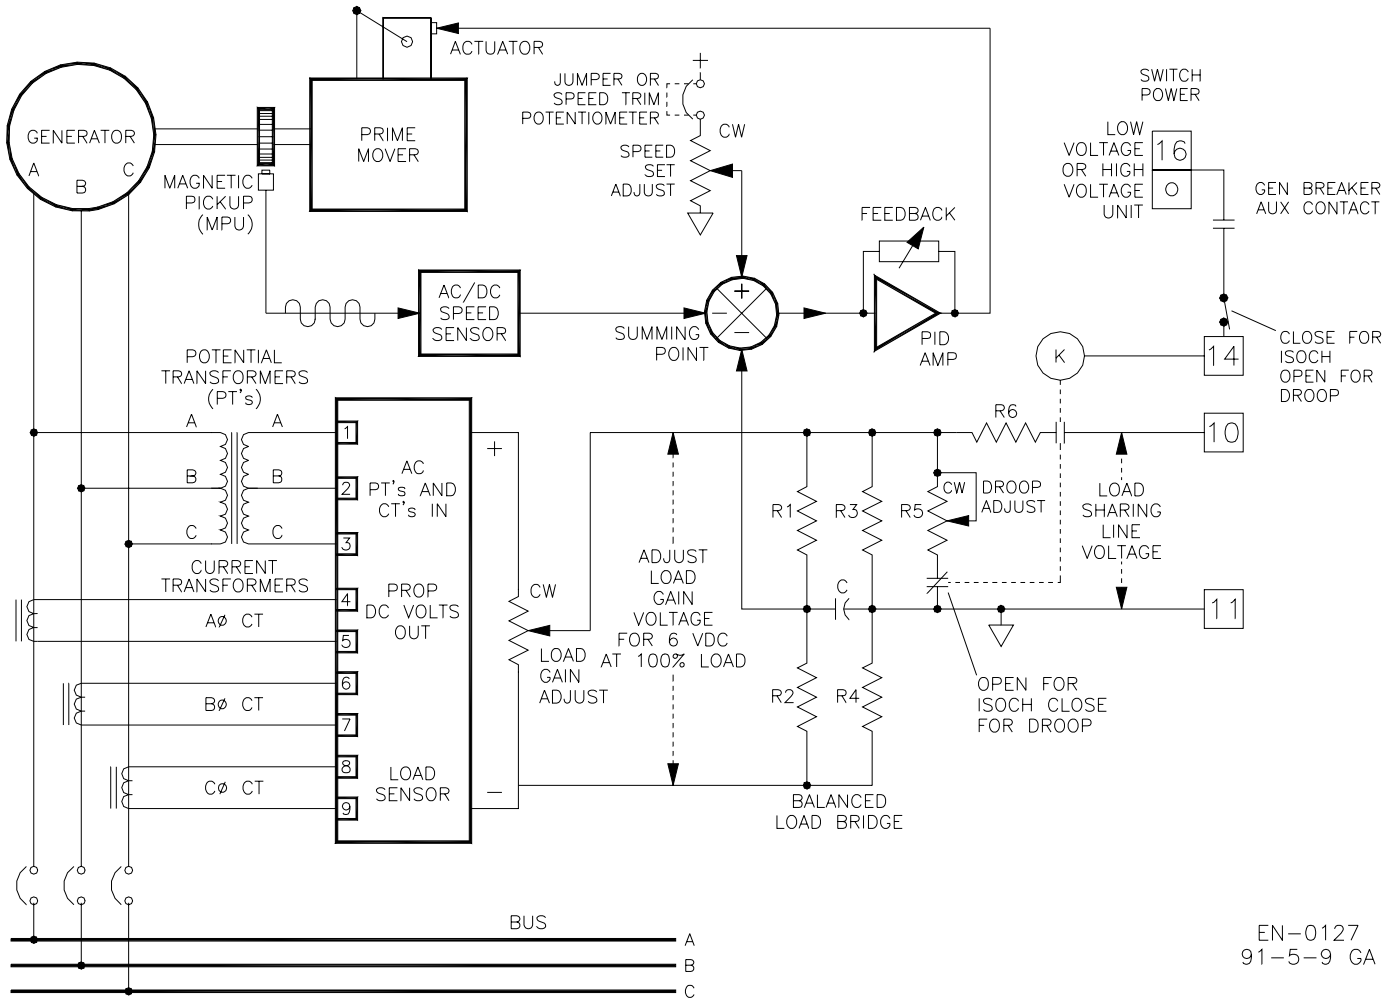 ACTUATOR
GENERATOR
A
B
C
PRIME
MOVER
MAGNETIC
PICKUP
(MPU)
JUMPER OR
SPEED TRIM
POTENTIOMETER
+
CW
SPEED
SET
ADJUST
SWITCH
POWER
LOW
VOLTAGE
OR HIGH
VOLTAGE
UNIT
16
GEN BREAKER
AUX CONTACT
FEEDBACK
AC/DC
SPEED
SENSOR
+
−
−
SUMMING
POINT
PID
AMP
K
14
CLOSE FOR
ISOCH
OPEN FOR
DROOP
POTENTIAL
TRANSFORMERS
(PT's)
A
A
B
B
C
C
1
2
3
4
5
6
7
8
9
AC
PT's AND
CT's IN
PROP
DC VOLTS
OUT
LOAD
SENSOR
CURRENT
TRANSFORMERS
AØ CT
BØ CT
CØ CT
+
−
CW
LOAD
GAIN
ADJUST
ADJUST
LOAD
GAIN
VOLTAGE
FOR 6 VDC
AT 100% LOAD
R1
R3
R5
CW
DROOP
ADJUST
R6
10
LOAD
SHARING
LINE
VOLTAGE
C
11
R2
R4
OPEN FOR
ISOCH CLOSE
FOR DROOP
BALANCED
LOAD BRIDGE
BUS
A
B
C
EN−0127
91−5−9 GA